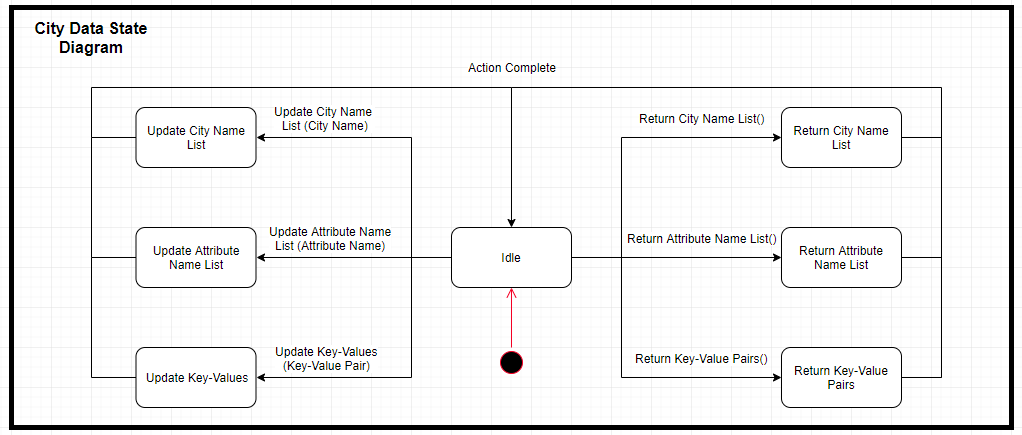 City Data State
Diagram
Action Complete
Update City Name
List
Update City Name
List (City Name)
Return City Name List()
Return City Name
List
Update Attribute
Name List
Update Attribute Name
List (Attribute Name)
Idle
Return Attribute Name List()
Return Attribute
Name List
Update Key-Values
Update Key-Values
(Key-Value Pair)
Return Key-Value Pairs()
Return Key-Value
Pairs